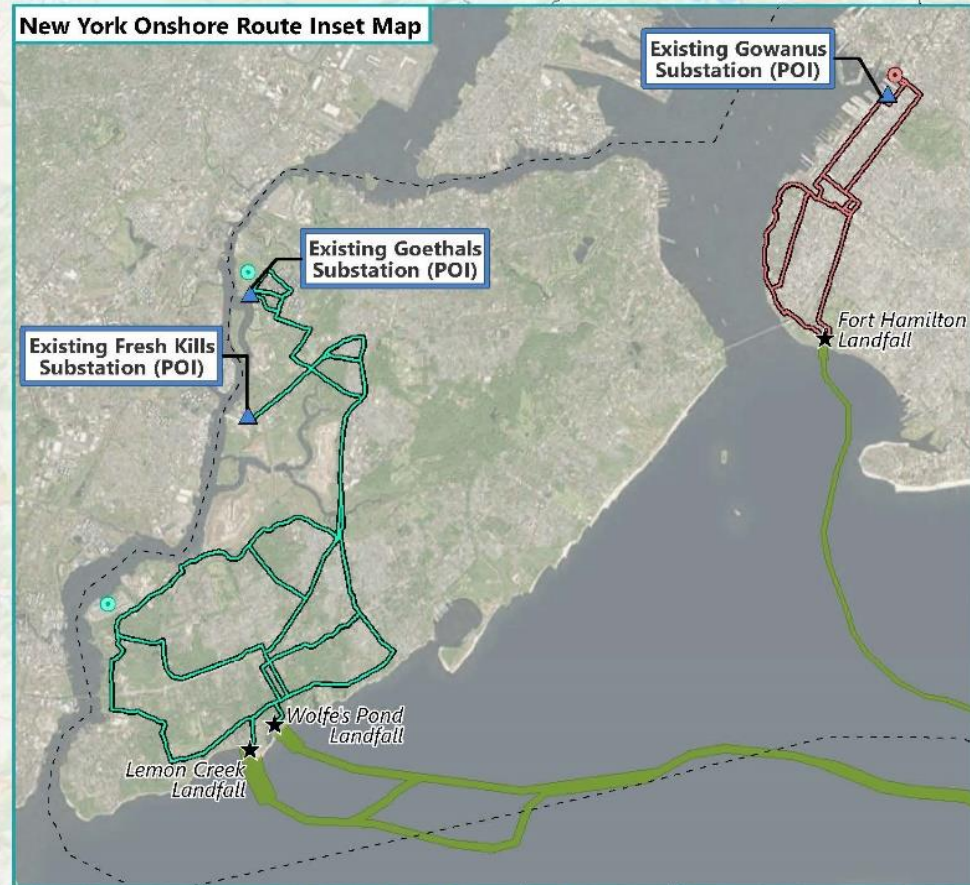 New York Onshore Route Inset Map
Existing Gowanus
Substation (POI)
Existing Goethals
Substation (POI)
Existing Fresh Kills
Substation (POI)
Fort Hamilton
Landfall
Wolfe's Pond
Landfall
Lemon Creek
Landfall